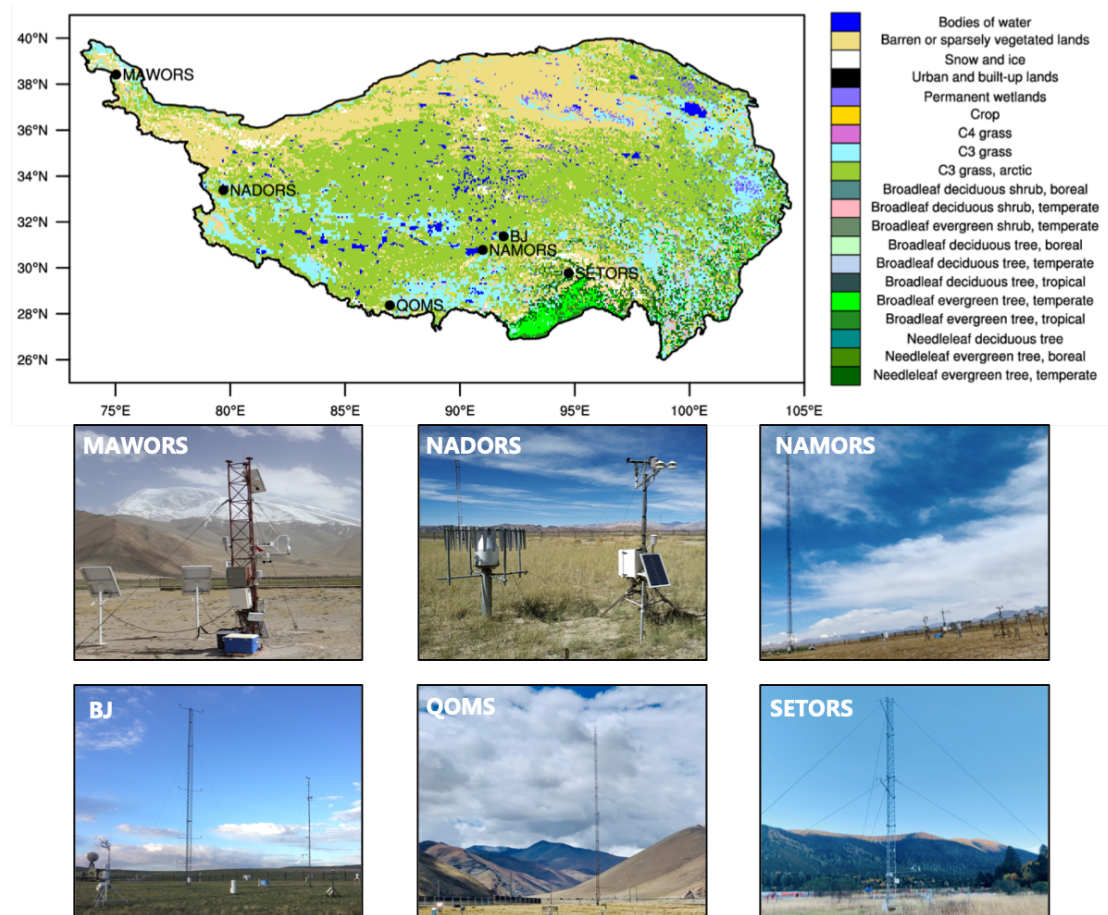 40°N
38°N
36°N
34°N
32°N
30°N
28°N
26°N
75°E 80°E 85°E 90°E 95°E 100°E 105°E
MAWORS
NADORS
BJ
NAMORS
SETORS
QOMS
Bodies of water
Barren or sparsely vegetated lands
Snow and ice
Urban and built-up lands
Permanent wetlands
Crop
C4 grass
C3 grass
C3 grass, arctic
Broadleaf deciduous shrub, boreal
Broadleaf deciduous shrub, temperate
Broadleaf evergreen shrub, temperate
Broadleaf deciduous tree, boreal
Broadleaf deciduous tree, temperate
Broadleaf deciduous tree, tropical
Broadleaf evergreen tree, temperate
Broadleaf evergreen tree, tropical
Needleaf deciduous tree
Needleleaf evergreen tree, boreal
Needleleaf evergreen tree, temperate
MAWORS
NADORS
NAMORS
BJ
QOMS
SETORS